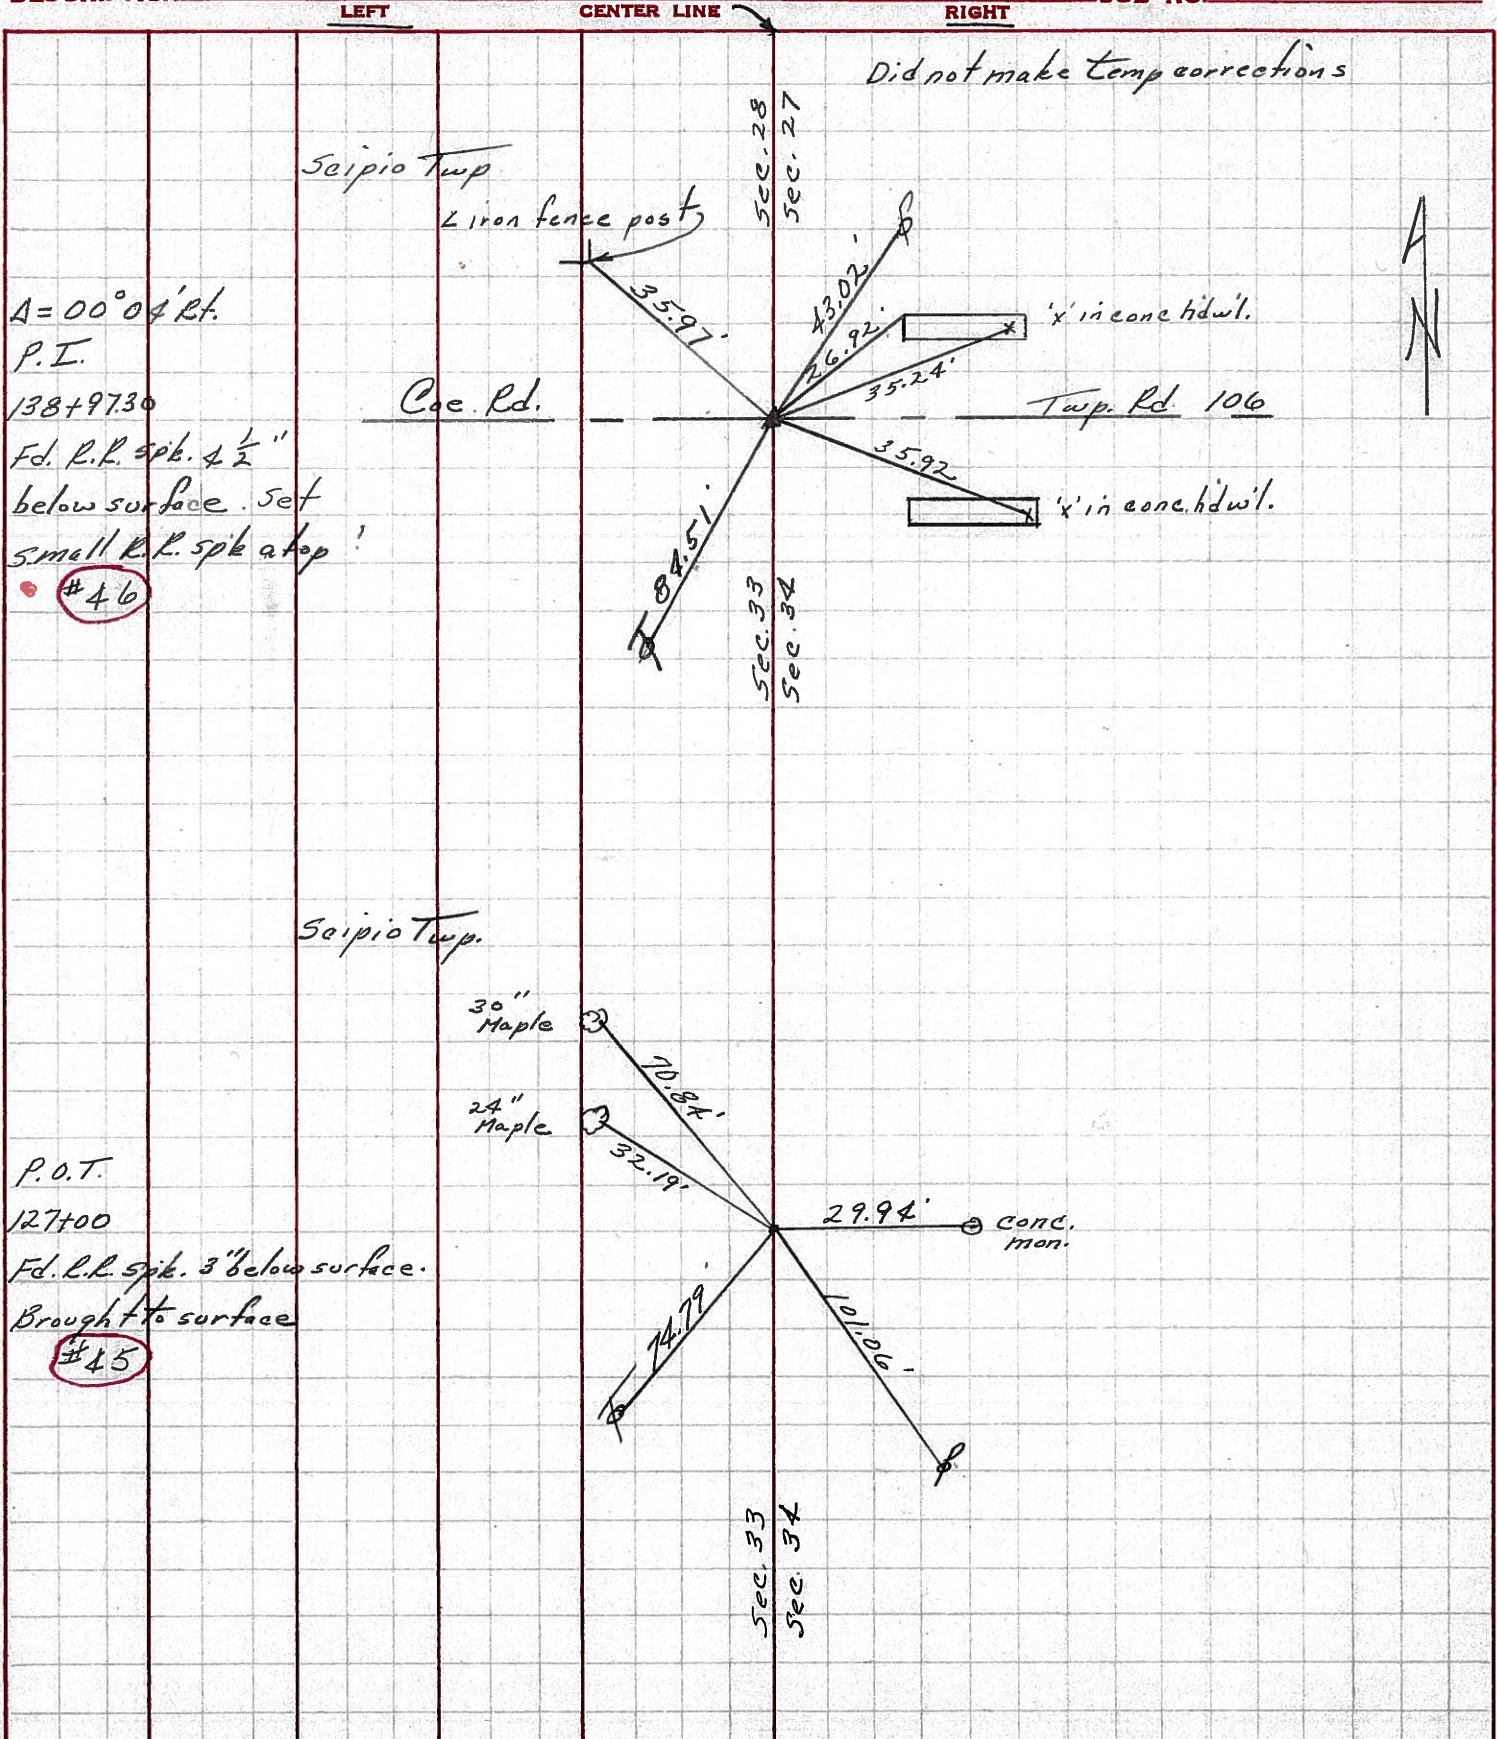 LEFT
CENTER LINE
RIGHT
Did not make temp corrections
Sec. 28
Sec. 27
Scipio Twp
L iron fence post
35.97'
43.02'
26.92'
35.24'
'x' in conc hdw'l.
N
Δ = 00°04' Rt.
P.I.
138+97.30
Fd. R.R. spk. 4 1/2"
below surface. Set
small R.R. spk atop
#46
Coe Rd.
Twp. Rd. 106
35.92
'x' in conc. hdw'l.
84.51'
Sec. 33
Sec. 34
Scipio Twp.
30"
Maple
70.84'
24"
Maple
32.19'
P.O.T.
127+00
Fd. R.R. spk. 3" below surface.
Brought to surface
#45
29.94'
conc.
mon.
74.79'
101.06'
Sec. 33
Sec. 34